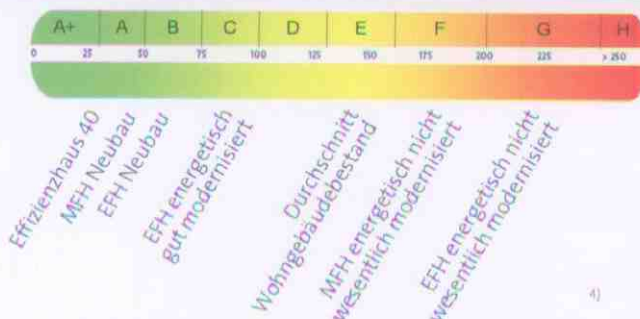 A+ A B C D E F G H
0 25 50 75 100 125 150 175 200 225 > 250
Effizienzhaus 40
MFH Neubau
EFH Neubau
EFH energetisch
gut modernisiert
Durchschnitt
Wohngebäudebestand
MFH energetisch nicht
wesentlich modernisiert
EFH energetisch nicht
wesentlich modernisiert
4)